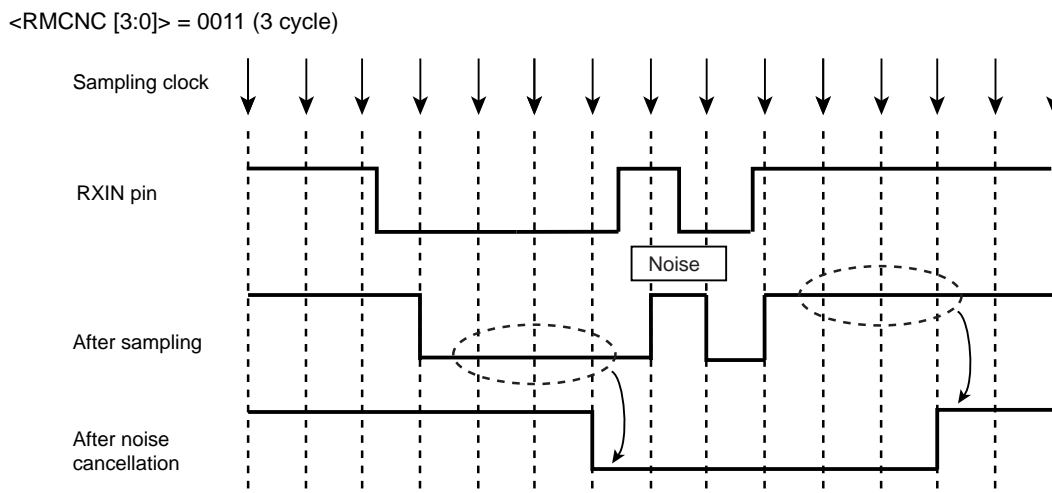 <RMCNC [3:0]> = 0011 (3 cycle)
Sampling clock
RXIN pin
Noise
After sampling
After noise
cancellation